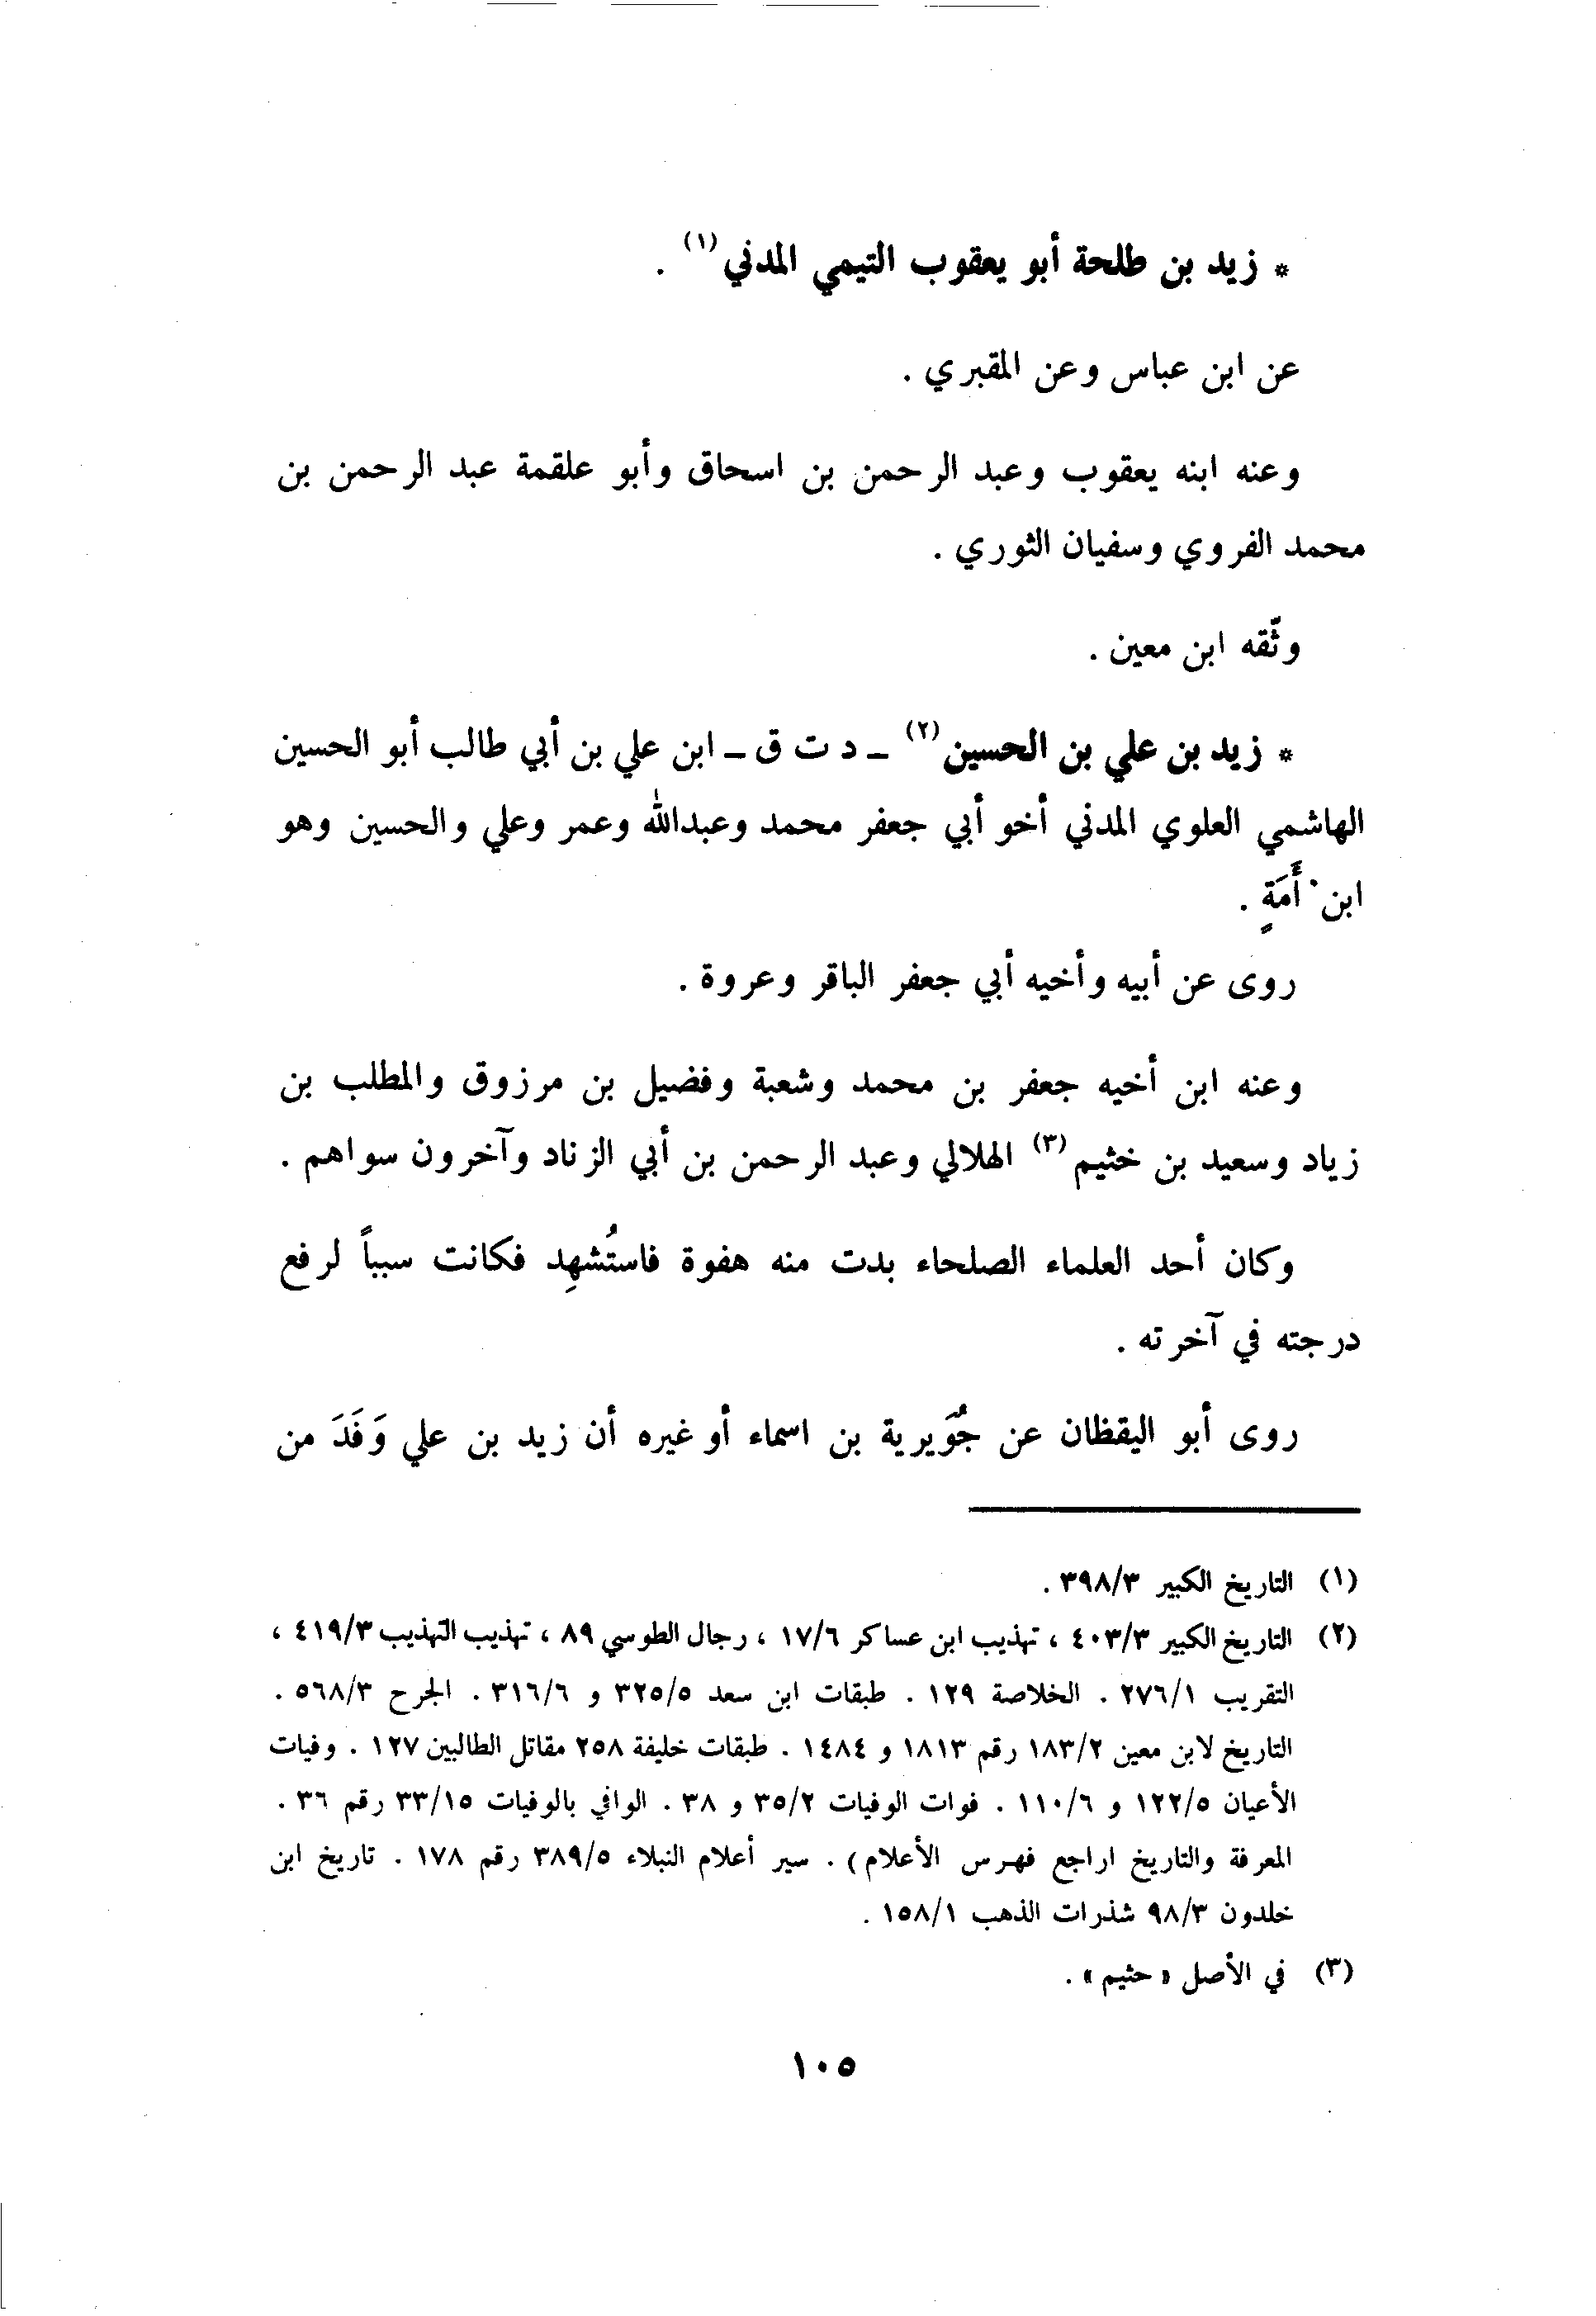 * زيد بن طلحة أبو يعقوب التيمي المدني(١) .
عن ابن عباس وعن المقبري .
وعنه ابنه يعقوب وعبد الرحمن بن اسحاق وأبو علقمة عبد الرحمن بن
محمد الفروي وسفيان الثوري .
وثّقه ابن معين .
* زيد بن علي بن الحسين(٢) ـ د ت ق ـ ابن علي بن أبي طالب أبو الحسين
الهاشمي العلوي المدني أخو أبي جعفر محمد وعبدالله وعمر وعلي والحسين وهو
ابن أَمَةٍ .
روى عن أبيه وأخيه أبي جعفر الباقر وعروة .
وعنه ابن أخيه جعفر بن محمد وشعبة وفضيل بن مرزوق والمطلب بن
زياد وسعيد بن خثيم(٣) الهلالي وعبد الرحمن بن أبي الزناد وآخرون سواهم .
وكان أحد العلماء الصلحاء بدت منه هفوة فاستُشهِد فكانت سبباً لرفع
درجته في آخرته .
روى أبو اليقظان عن جُوَيرية بن اسماء أو غيره أن زيد بن علي وَفَدَ من
(١) التاريخ الكبير ٣٩٨/٣ .
(٢) التاريخ الكبير ٤٠٣/٣ ، تهذيب ابن عساكر ١٧/٦ ، رجال الطوسي ٨٩ ، تهذيب التهذيب ٤١٩/٣ ،
التقريب ٢٧٦/١ . الخلاصة ١٢٩ . طبقات ابن سعد ٣٢٥/٥ و ٣١٦/٦ . الجرح ٥٦٨/٣ .
التاريخ لابن معين ١٨٣/٢ رقم ١٨١٣ و ١٤٨٤ . طبقات خليفة ٢٥٨ مقاتل الطالبين ١٢٧ . وفيات
الأعيان ١٢٢/٥ و ١١٠/٦ . فوات الوفيات ٣٥/٢ و ٣٨ . الوافي بالوفيات ٣٣/١٥ رقم ٣٦ .
المعرفة والتاريخ اراجع فهرس الأعلام) . سير أعلام النبلاء ٣٨٩/٥ رقم ١٧٨ . تاريخ ابن
خلدون ٩٨/٣ شذرات الذهب ١٥٨/١ .
(٣) في الأصل « حثيم » .
١٠٥